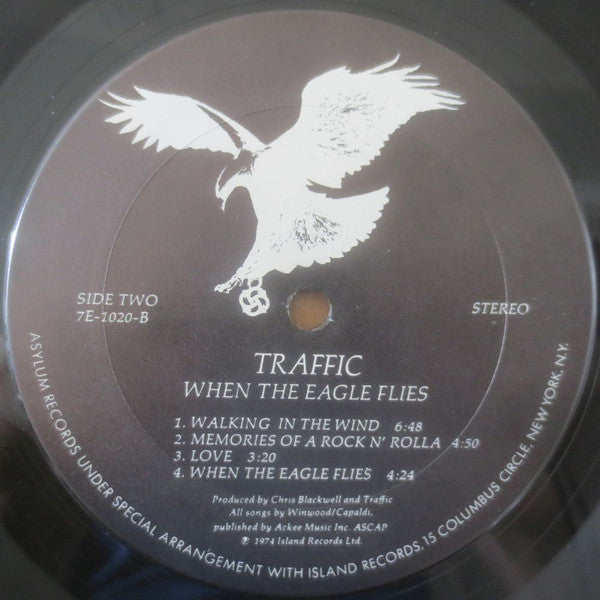 SIDE TWO
7E-1020-B
STEREO
TRAFFIC
WHEN THE EAGLE FLIES
1. WALKING IN THE WIND 6:48
2. MEMORIES OF A ROCK N' ROLLA 4:50
3. LOVE 3:20
4. WHEN THE EAGLE FLIES 4:24
Produced by Chris Blackwell and Traffic
All songs by Winwood/Capaldi,
published by Ackee Music Inc. ASCAP
℗ 1974 Island Records Ltd.
ASYLUM RECORDS UNDER SPECIAL ARRANGEMENT WITH ISLAND RECORDS, 15 COLUMBUS CIRCLE, NEW YORK, N.Y.